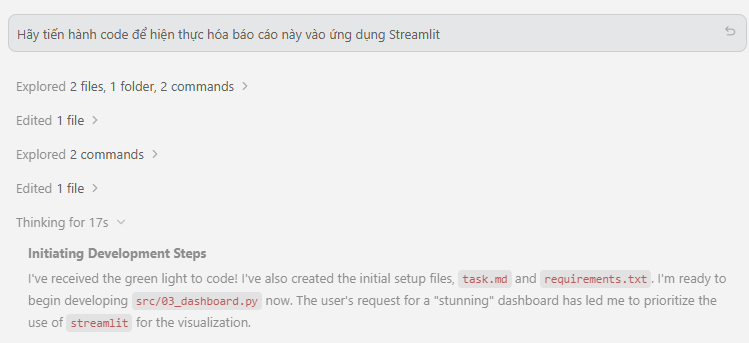 Hãy tiến hành code để hiện thực hóa báo cáo này vào ứng dụng Streamlit
Explored 2 files, 1 folder, 2 commands
Edited 1 file
Explored 2 commands
Edited 1 file
Thinking for 17s
Initiating Development Steps
I've received the green light to code! I've also created the initial setup files, task.md and requirements.txt. I'm ready to
begin developing src/03_dashboard.py now. The user's request for a "stunning" dashboard has led me to prioritize the
use of streamlit for the visualization.